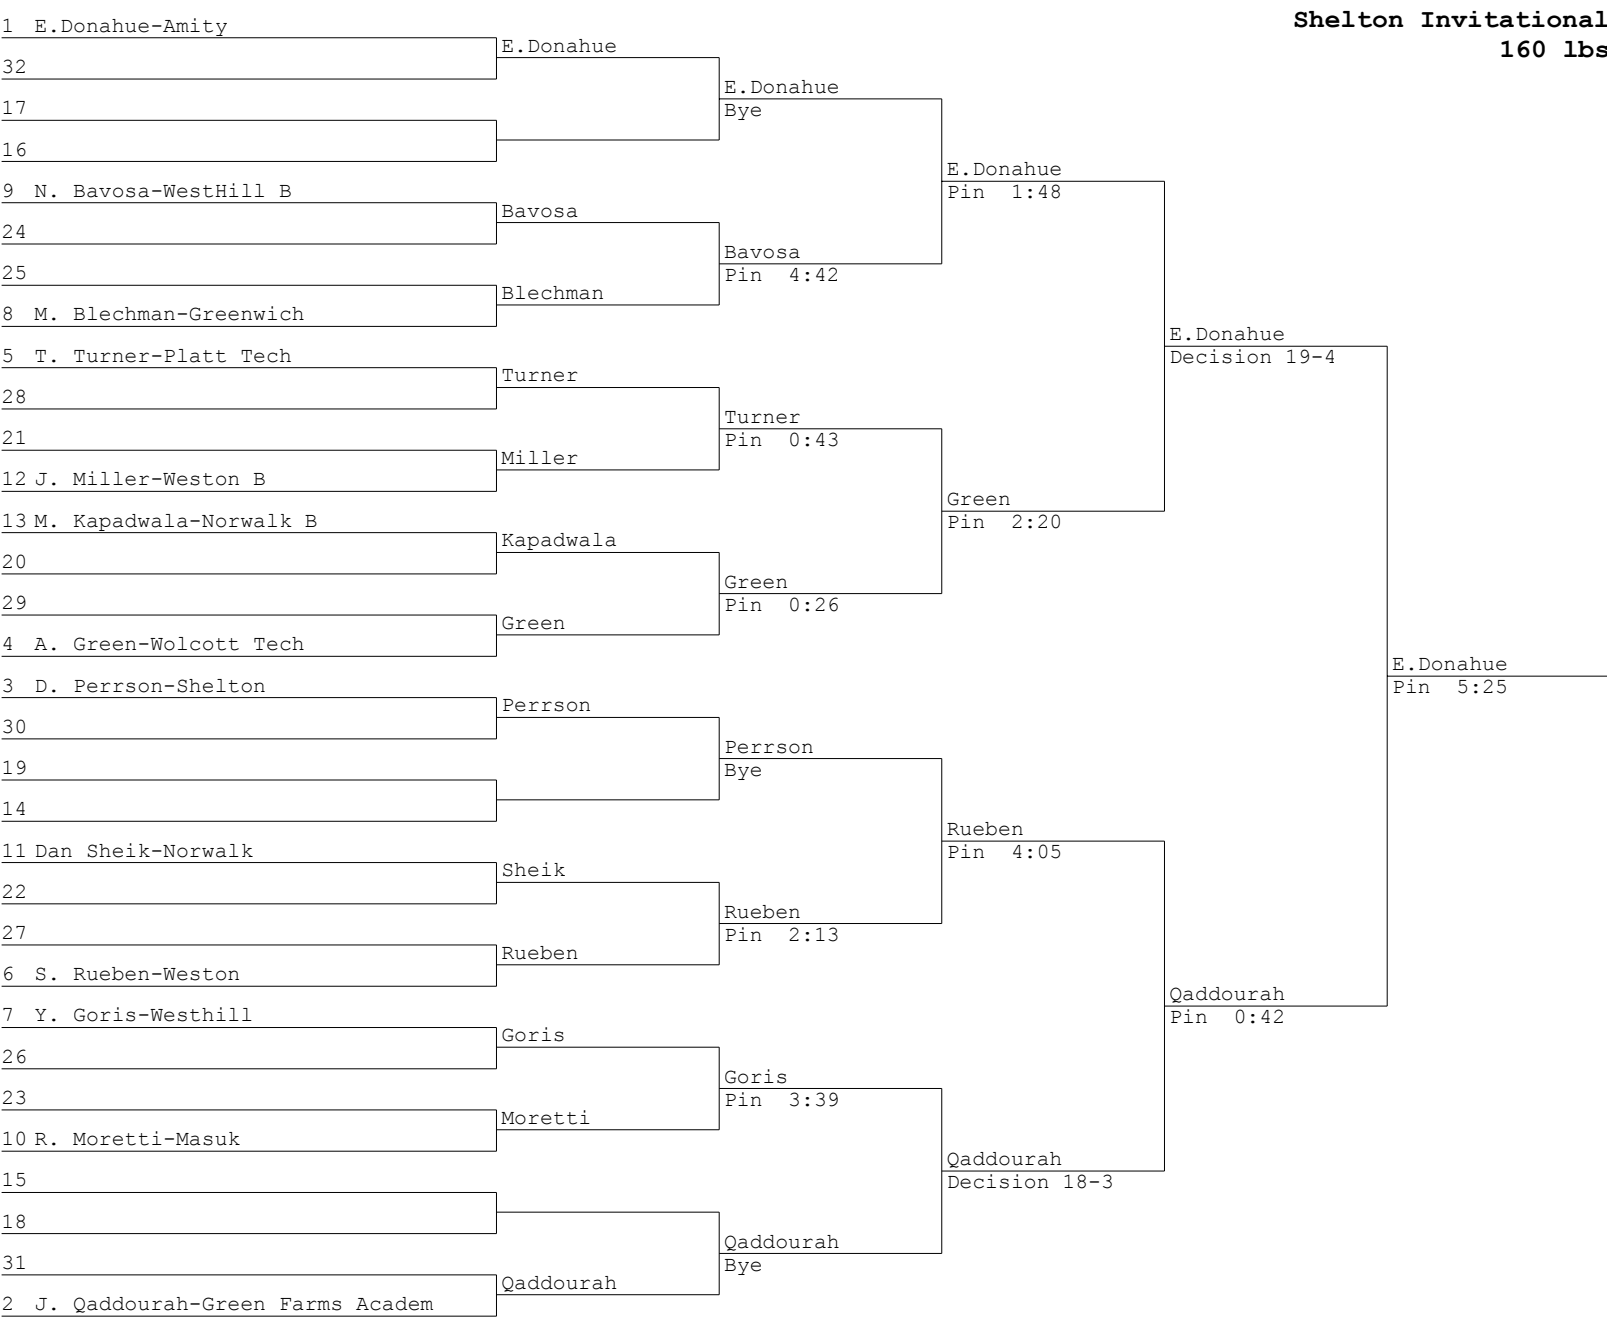 Shelton Invitational
160 lbs
1 E.Donahue-Amity
32
17
16
9 N. Bavosa-WestHill B
24
25
8 M. Blechman-Greenwich
5 T. Turner-Platt Tech
28
21
12 J. Miller-Weston B
13 M. Kapadwala-Norwalk B
20
29
4 A. Green-Wolcott Tech
3 D. Perrson-Shelton
30
19
14
11 Dan Sheik-Norwalk
22
27
6 S. Rueben-Weston
7 Y. Goris-Westhill
26
23
10 R. Moretti-Masuk
15
18
31
2 J. Qaddourah-Green Farms Academ
E.Donahue
Bavosa
Blechman
Turner
Miller
Kapadwala
Green
Perrson
Sheik
Rueben
Goris
Moretti
Qaddourah
E.Donahue
Bye
Bavosa
Pin 4:42
Turner
Pin 0:43
Green
Pin 0:26
Perrson
Bye
Rueben
Pin 2:13
Goris
Pin 3:39
Qaddourah
Bye
E.Donahue
Pin 1:48
Green
Pin 2:20
Rueben
Pin 4:05
Qaddourah
Decision 18-3
E.Donahue
Decision 19-4
Qaddourah
Pin 0:42
E.Donahue
Pin 5:25